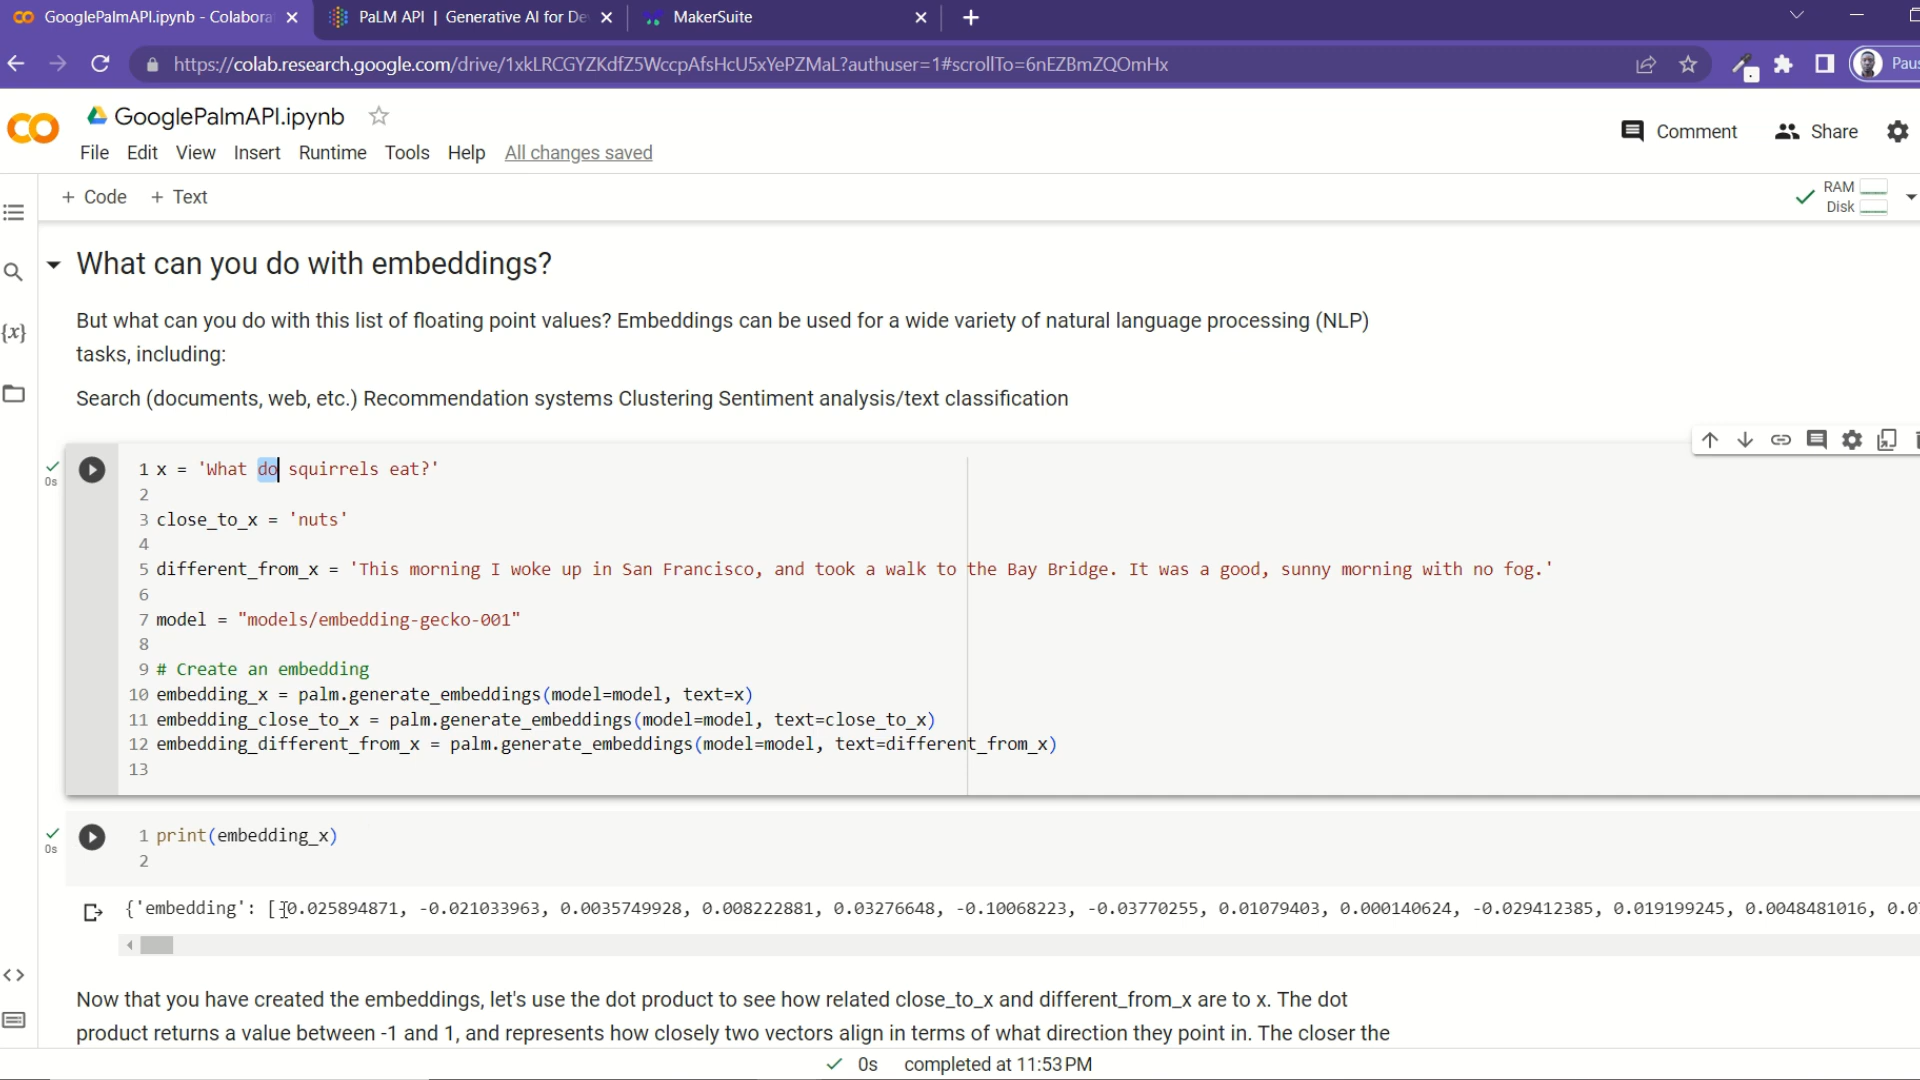 GooglePalmAPI.ipynb - Colabora
PaLM API | Generative AI for De
MakerSuite
https://colab.research.google.com/drive/1xkLRCGYZKdfZ5WccpAfsHcU5xYePZMaL?authuser=1#scrollTo=6nEZBmZQOmHx
Paus
GooglePalmAPI.ipynb
File Edit View Insert Runtime Tools Help All changes saved
Comment Share
+ Code + Text
RAM
Disk
What can you do with embeddings?
But what can you do with this list of floating point values? Embeddings can be used for a wide variety of natural language processing (NLP)
tasks, including:
Search (documents, web, etc.) Recommendation systems Clustering Sentiment analysis/text classification
0s
1 x = 'What do squirrels eat?'
2
3 close_to_x = 'nuts'
4
5 different_from_x = 'This morning I woke up in San Francisco, and took a walk to the Bay Bridge. It was a good, sunny morning with no fog.'
6
7 model = "models/embedding-gecko-001"
8
9 # Create an embedding
10 embedding_x = palm.generate_embeddings(model=model, text=x)
11 embedding_close_to_x = palm.generate_embeddings(model=model, text=close_to_x)
12 embedding_different_from_x = palm.generate_embeddings(model=model, text=different_from_x)
13
0s
1 print(embedding_x)
2
{'embedding': [-0.025894871, -0.021033963, 0.0035749928, 0.008222881, 0.03276648, -0.10068223, -0.03770255, 0.01079403, 0.000140624, -0.029412385, 0.019199245, 0.0048481016, 0.0
Now that you have created the embeddings, let's use the dot product to see how related close_to_x and different_from_x are to x. The dot
product returns a value between -1 and 1, and represents how closely two vectors align in terms of what direction they point in. The closer the
0s completed at 11:53 PM